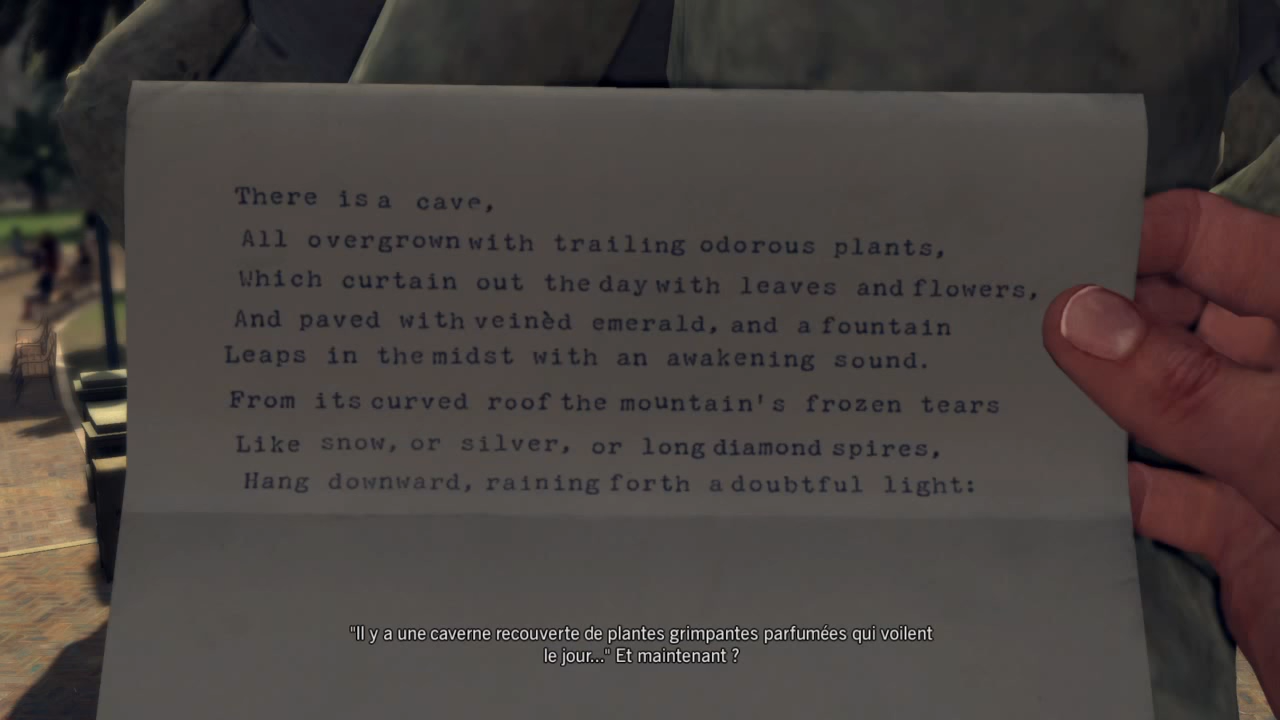 There is a cave,
All overgrown with trailing odorous plants,
Which curtain out the day with leaves and flowers,
And paved with veinèd emerald, and a fountain
Leaps in the midst with an awakening sound.
From its curved roof the mountain's frozen tears
Like snow, or silver, or long diamond spires,
Hang downward, raining forth a doubtful light:
"Il y a une caverne recouverte de plantes grimpantes parfumées qui voilent
le jour..." Et maintenant ?